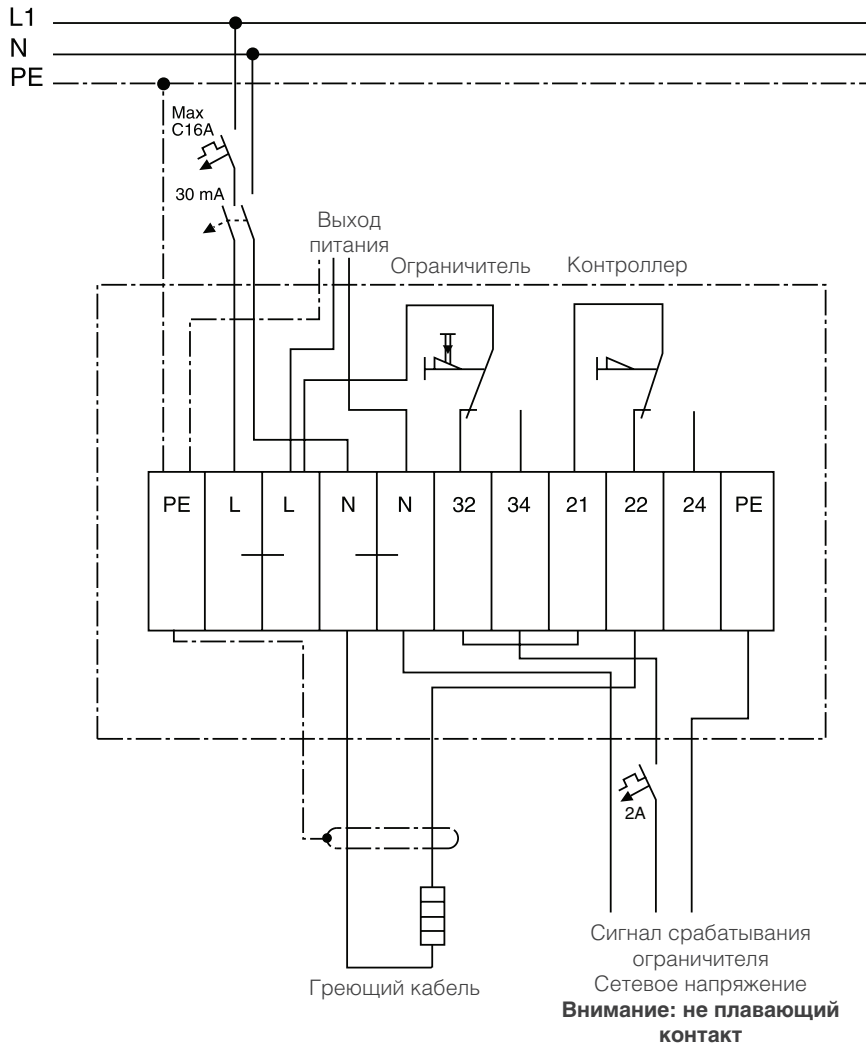 L1
N
PE
Max
C16A
30 mA
Выход
питания
Ограничитель
Контроллер
PE L L N N 32 34 21 22 24 PE
2A
Греющий кабель
Сигнал срабатывания
ограничителя
Сетевое напряжение
Внимание: не плавающий
контакт